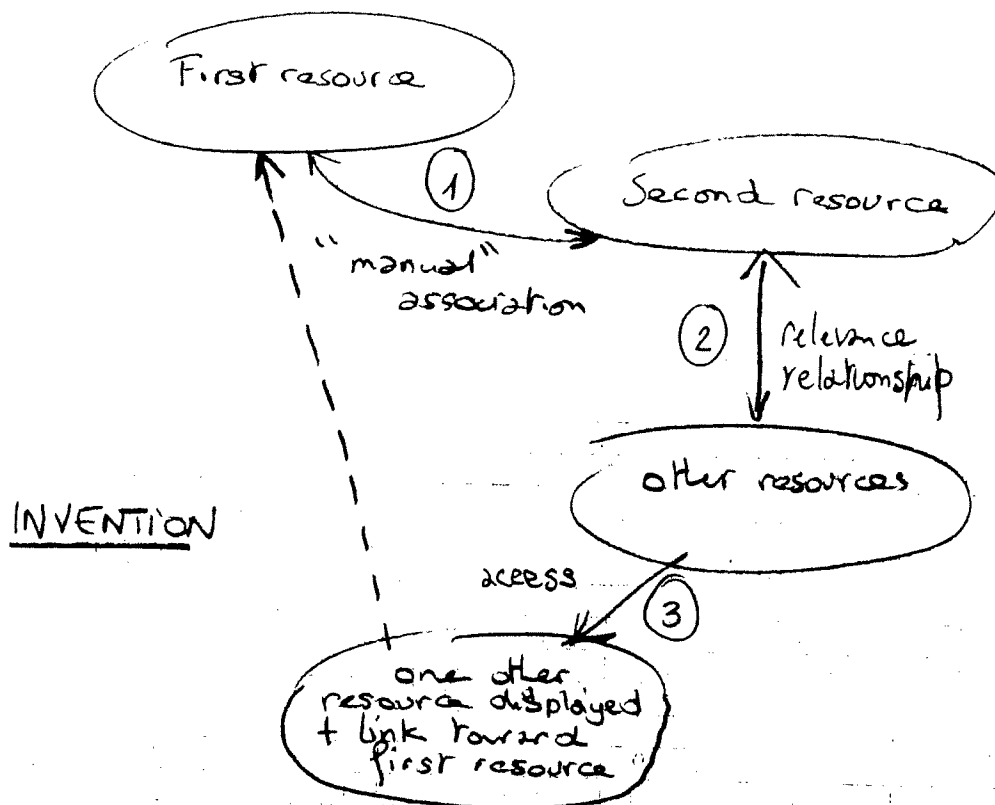 First resource
1
Second resource
"manual"
association
2
relevance
relationship
other resources
INVENTION
access
3
one other
resource displayed
+ link toward
first resource